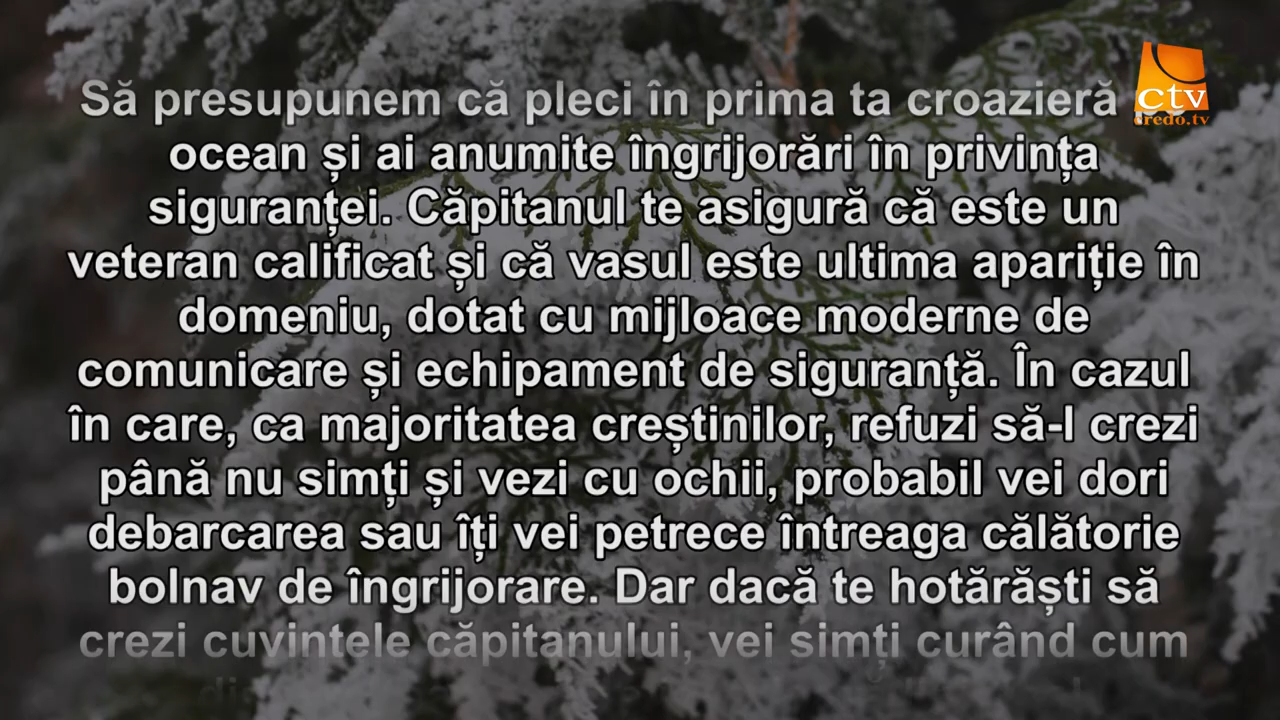 Să presupunem că pleci în prima ta croazieră
ocean și ai anumite îngrijorări în privința
siguranței. Căpitanul te asigură că este un
veteran calificat și că vasul este ultima apariție în
domeniu, dotat cu mijloace moderne de
comunicare și echipament de siguranță. În cazul
în care, ca majoritatea creștinilor, refuzi să-l crezi
până nu simți și vezi cu ochii, probabil vei dori
debarcarea sau îți vei petrece întreaga călătorie
bolnav de îngrijorare. Dar dacă te hotărăști să
crezi cuvintele căpitanului, vei simți curând cum
ctv
credo.tv